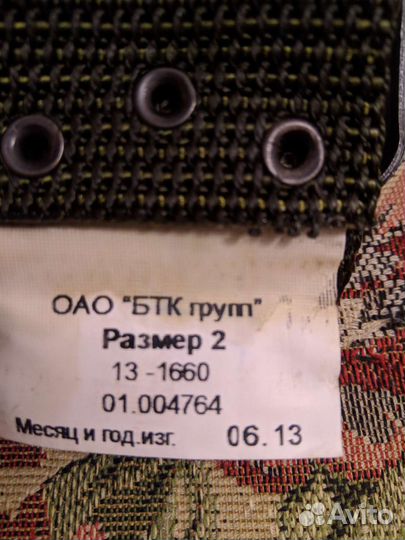 ОАО "БТК групп"
Размер 2
13 -1660
01.004764
Месяц и год.изг. 06.13
Avito